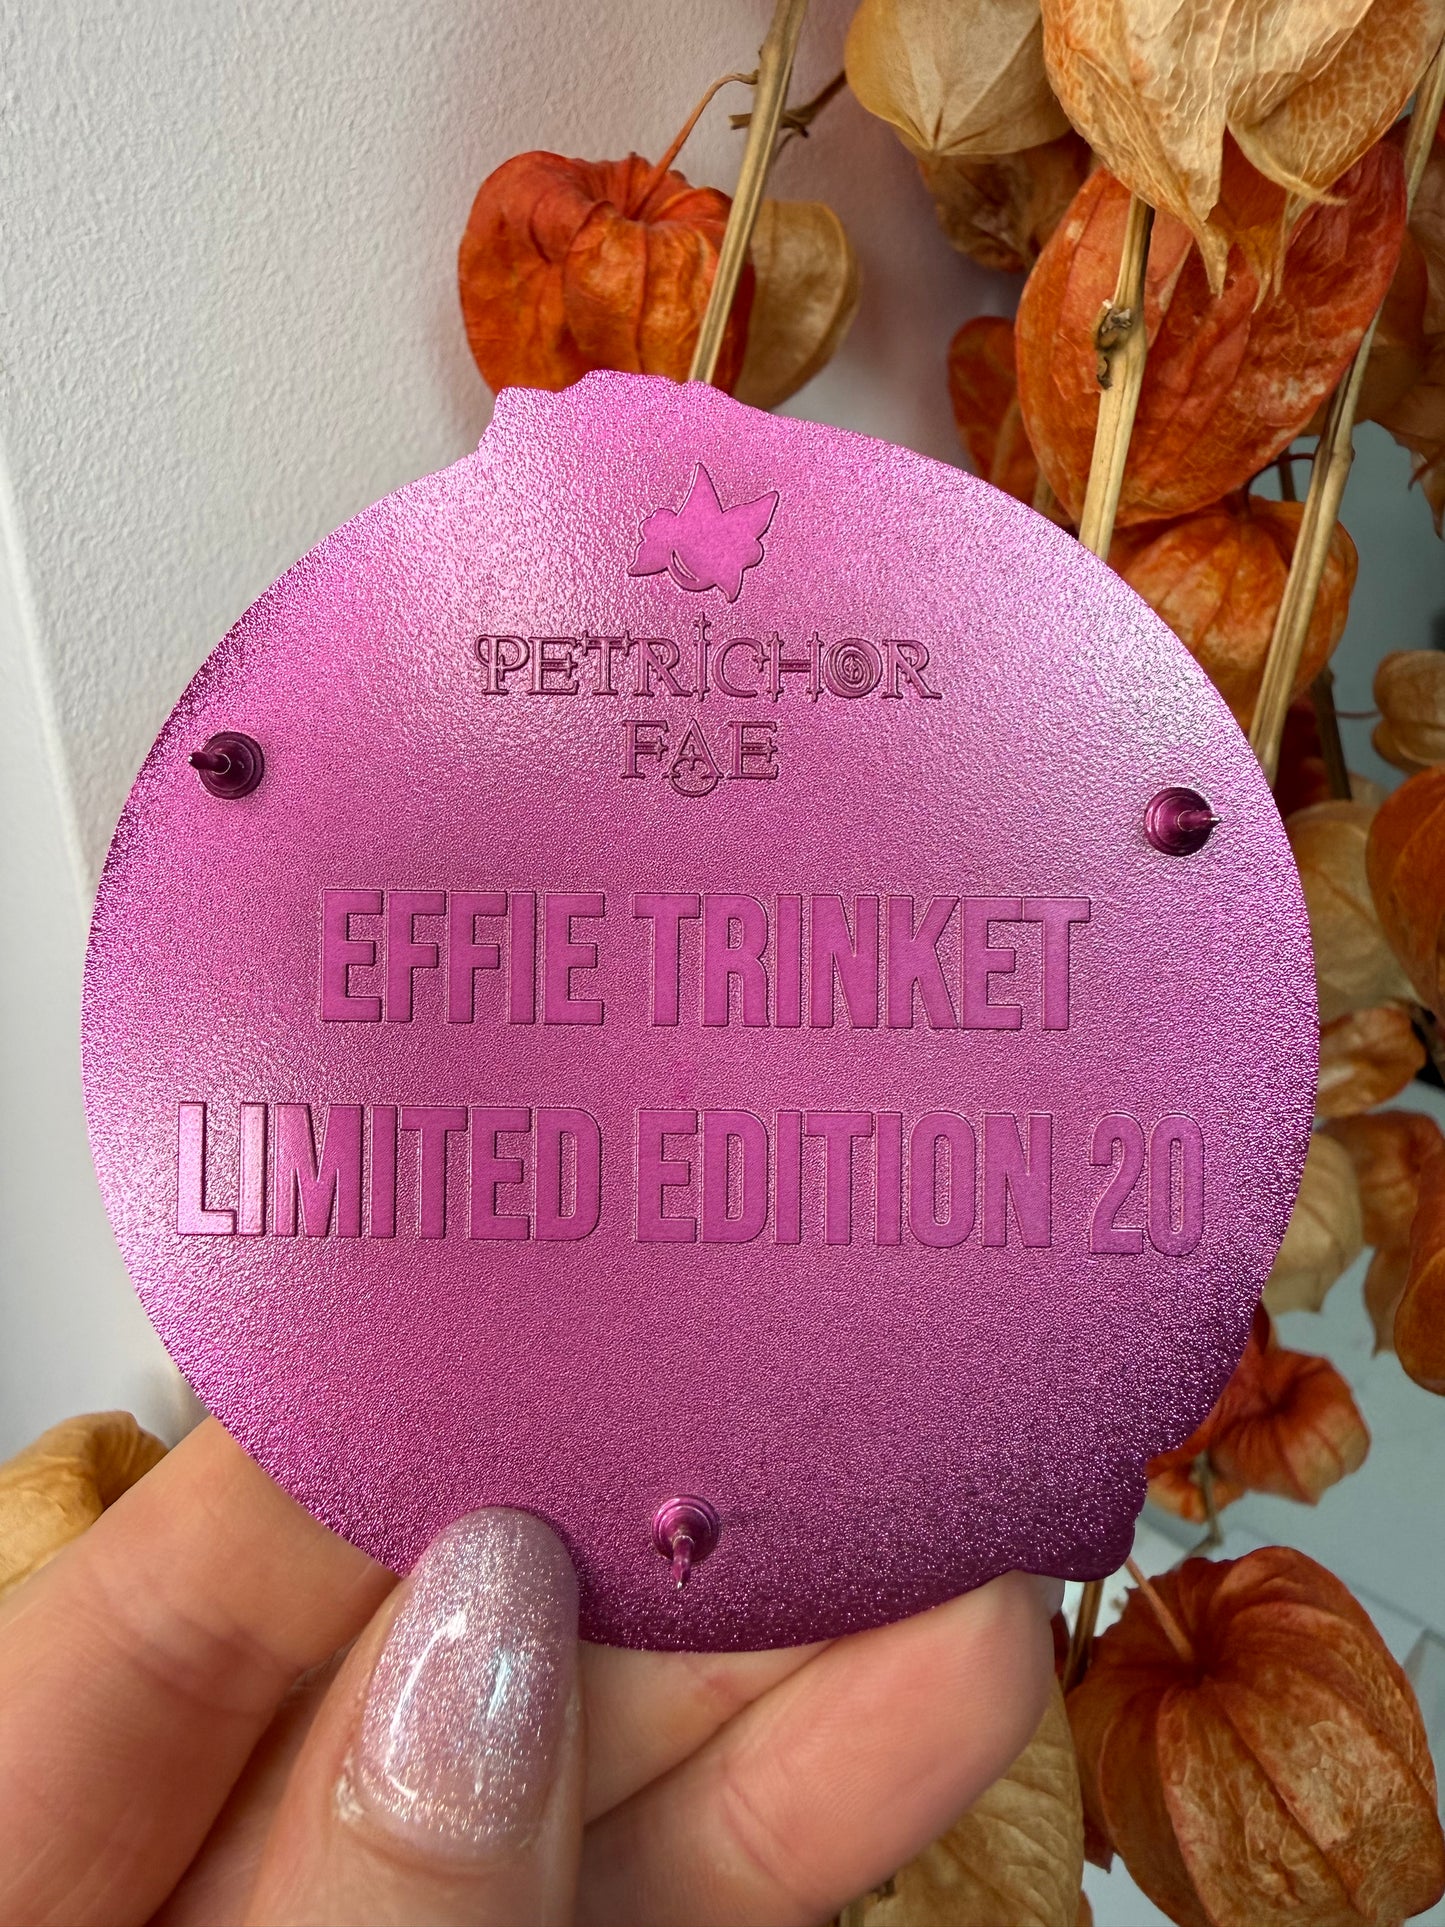 PETRICHOR
FAE
EFFIE TRINKET
LIMITED EDITION 20